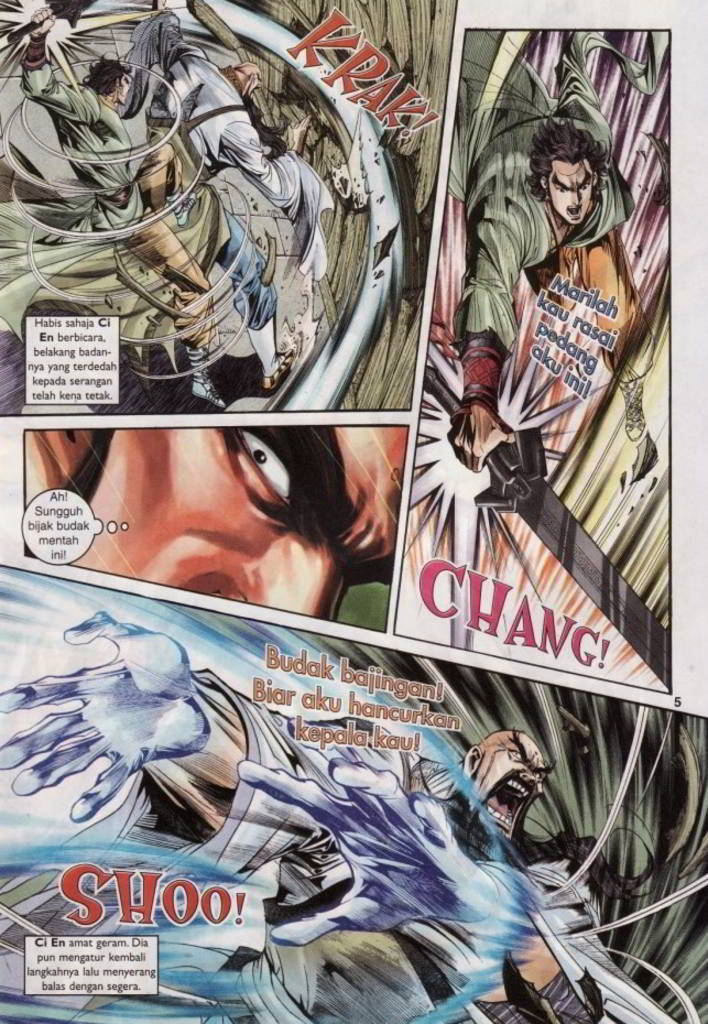 KRAK!
Habis sahaja Ci
En berbicara,
belakang badan-
nya yang terdedah
kepada serangan
telah kena tetak.
Marilah
kau rasai
pedang
aku ini!
CHANG!
Ah!
Sungguh
bijak budak
mentah
ini!
5
Budak bajingan!
Biar aku hancurkan
kepala kau!
SHOO!
Ci En amat geram. Dia
pun mengatur kembali
langkahnya lalu menyerang
balas dengan segera.